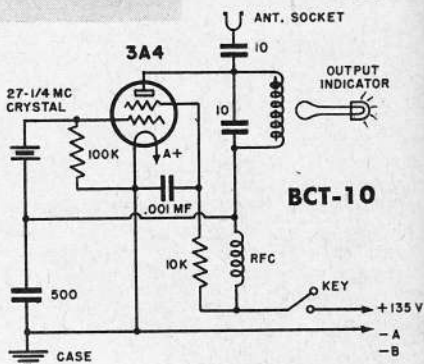 ANT. SOCKET
10
3A4
OUTPUT
INDICATOR
27-1/4 MC
CRYSTAL
10
100K
A+
BCT-10
.001 MF
10K
RFC
KEY
500
+135 V
-A
-B
CASE